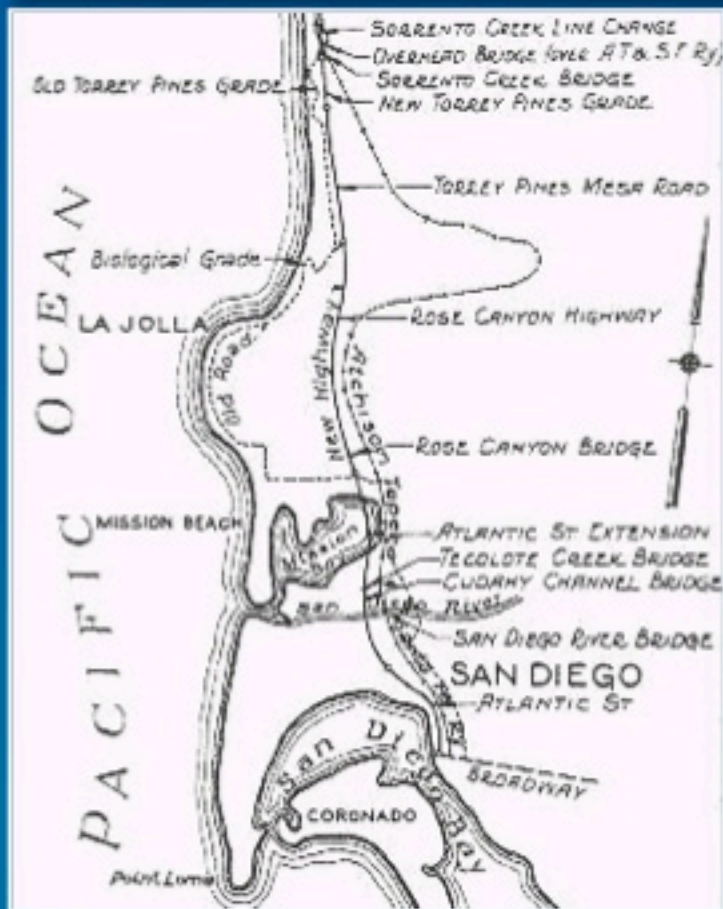 SORRENTO CREEK LINE CHANGE
OVERHEAD BRIDGE (OVER A T & S F Ry)
OLD TORREY PINES GRADE
SORRENTO CREEK BRIDGE
NEW TORREY PINES GRADE
TORREY PINES MESA ROAD
Biological Grade
LA JOLLA
ROSE CANYON HIGHWAY
Old Road
New Highway
Atchison
ROSE CANYON BRIDGE
MISSION BEACH
Mission
ATLANTIC ST EXTENSION
TECOLOTE CREEK BRIDGE
CUDAHY CHANNEL BRIDGE
SAN DIEGO RIVER
SAN DIEGO RIVER BRIDGE
SAN DIEGO
ATLANTIC ST
BROADWAY
San Diego Bay
CORONADO
Point Loma
PACIFIC OCEAN